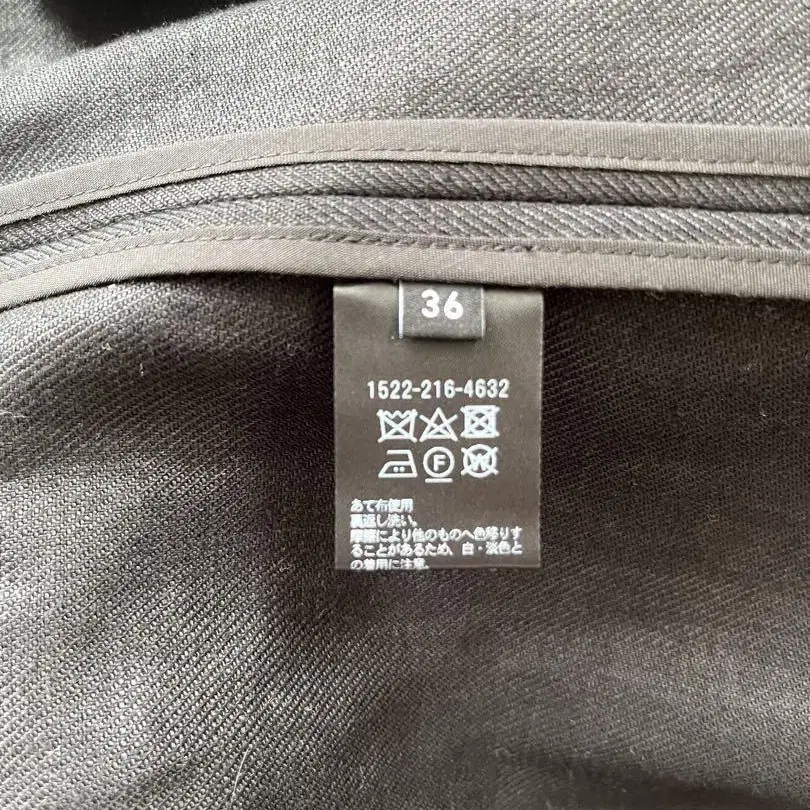 36
1522-216-4632
F W
あて布使用
裏返し洗い。
摩擦により他のものへ色移りす
ることがあるため、白・淡色と
の着用に注意。